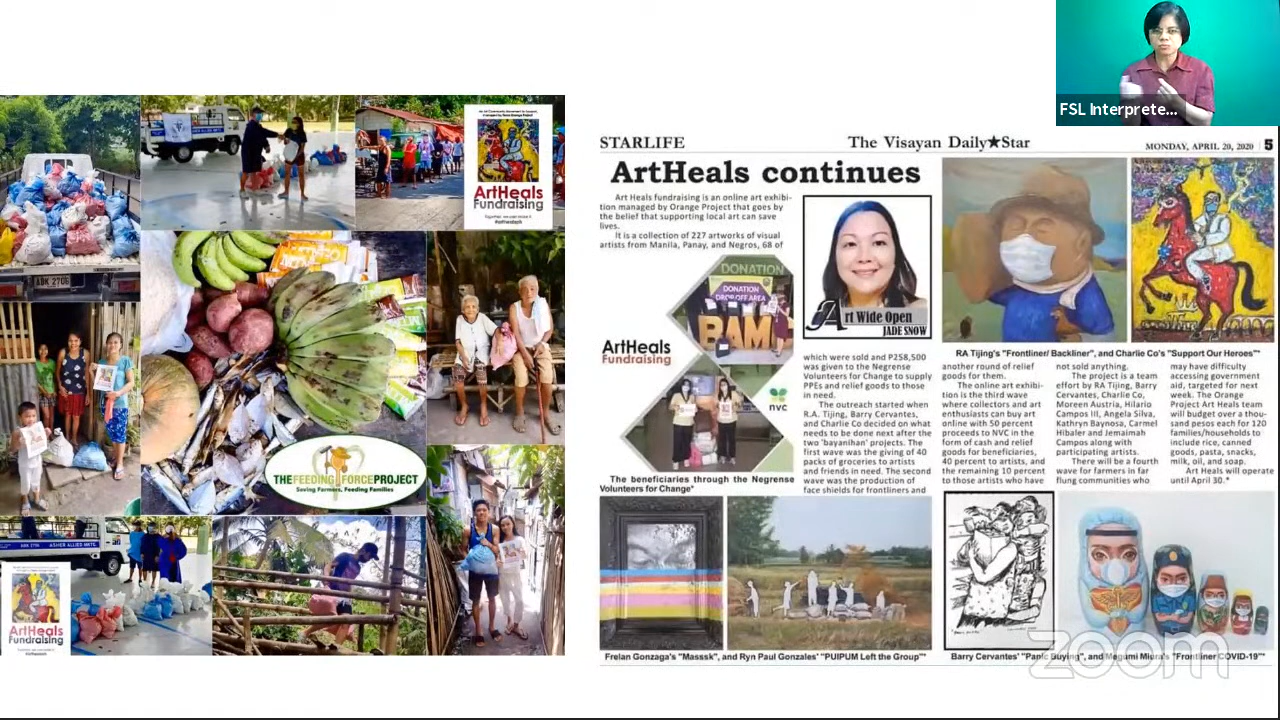 FSL Interprete...
ASHER ALLIED MKTG.
ArtHeals
Fundraising
ABK 2706
THEFEEDINGFORCEPROJECT
Saving Farmers, Feeding Families
ASHER ALLIED MKTG.
ArtHeals
Fundraising
STARLIFE
The Visayan Daily★Star
MONDAY, APRIL 20, 2020
5
ArtHeals continues
Art Heals fundraising is an online art exhibi-
tion managed by Orange Project that goes by
the belief that supporting local art can save
lives.
It is a collection of 227 artworks of visual
artists from Manila, Panay, and Negros, 68 of
DONATION
DONATION
DROP OFF AREA
ArtHeals
Fundraising
nvc
The beneficiaries through the Negrense
Volunteers for Change*
Art Wide Open
JADE SNOW
which were sold and P258,500
was given to the Negrense
Volunteers for Change to supply
PPEs and relief goods to those
in need.
The outreach started when
R.A. Tijing, Barry Cervantes,
and Charlie Co decided on what
needs to be done next after the
two 'bayanihan' projects. The
first wave was the giving of 40
packs of groceries to artists
and friends in need. The second
wave was the production of
face shields for frontliners and
RA Tijing's "Frontliner/ Backliner", and Charlie Co's "Support Our Heroes"*
another round of relief
goods for them.
The online art exhibi-
tion is the third wave
where collectors and art
enthusiasts can buy art
online with 50 percent
proceeds to NVC in the
form of cash and relief
goods for beneficiaries,
40 percent to artists, and
the remaining 10 percent
to those artists who have
not sold anything.
The project is a team
effort by RA Tijing, Barry
Cervantes, Charlie Co,
Moreen Austria, Hilario
Campos III, Angela Silva,
Kathryn Baynosa, Carmel
Hibaler and Jemaimah
Campos along with
participating artists.
There will be a fourth
wave for farmers in far
flung communities who
may have difficulty
accessing government
aid, targeted for next
week. The Orange
Project Art Heals team
will budget over a thou-
sand pesos each for 120
families/households to
include rice, canned
goods, pasta, snacks,
milk, oil, and soap.
Art Heals will operate
until April 30.*
Frelan Gonzaga's "Masssk", and Ryn Paul Gonzales' "PUIPUM Left the Group"*
Barry Cervantes' "Panic Buying", and Megumi Miura's "Frontliner COVID-19"*
zoom